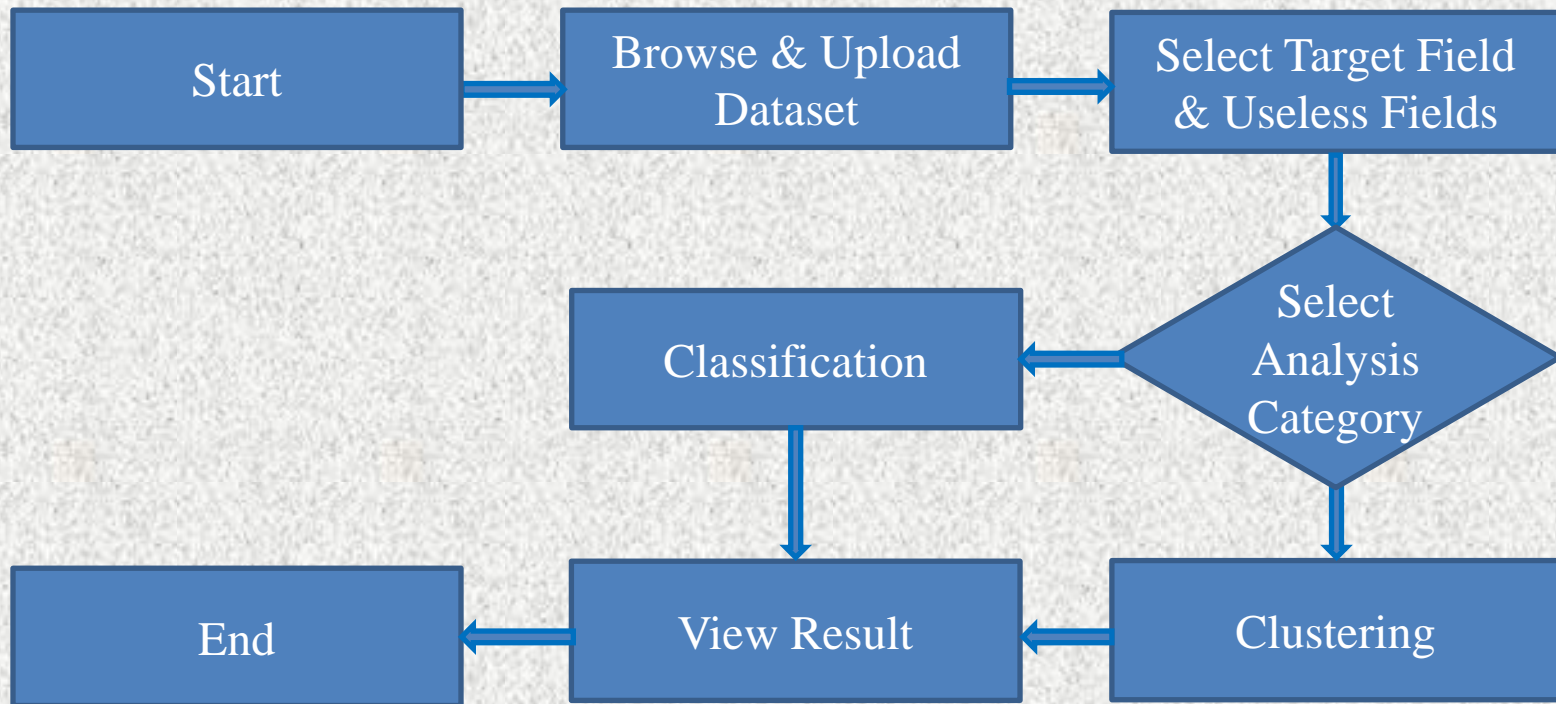 Start
Browse & Upload
Dataset
Select Target Field
& Useless Fields
Select
Analysis
Category
Classification
Clustering
View Result
End